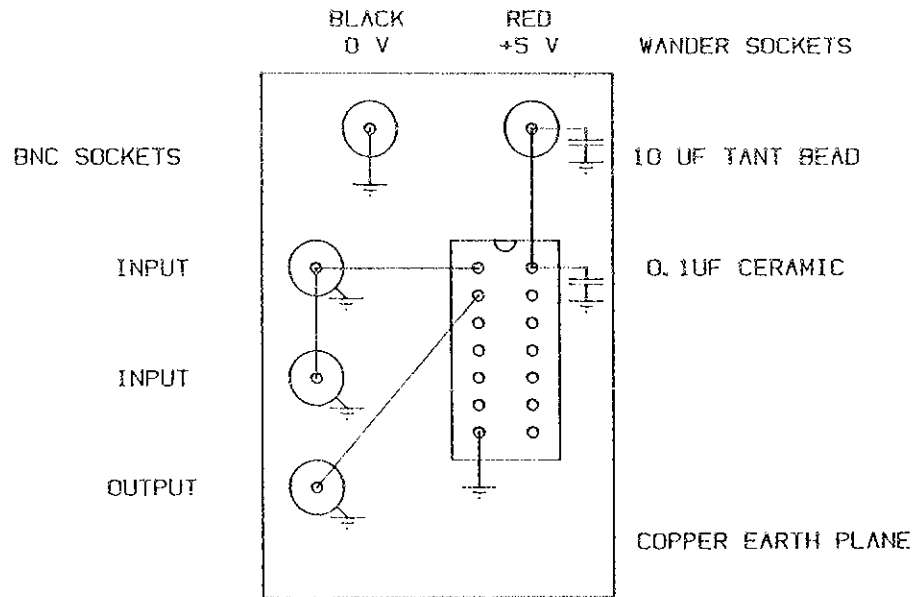 BLACK
0 V
RED
+5 V
WANDER SOCKETS
BNC SOCKETS
10 UF TANT BEAD
INPUT
0.1UF CERAMIC
INPUT
OUTPUT
COPPER EARTH PLANE